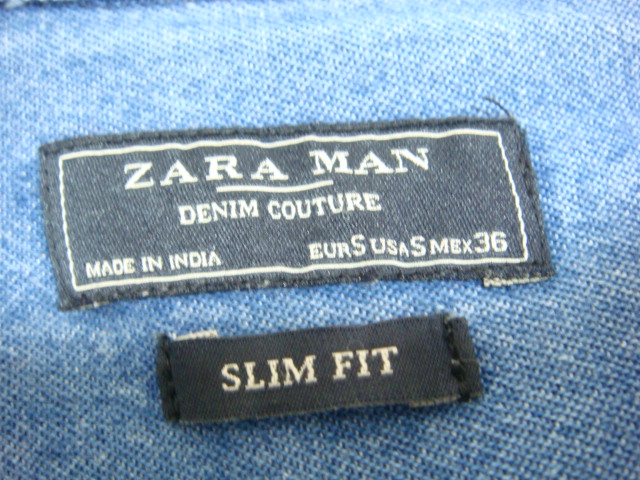 ZARA MAN
DENIM COUTURE
MADE IN INDIA EUR S USA S MEX 36
SLIM FIT